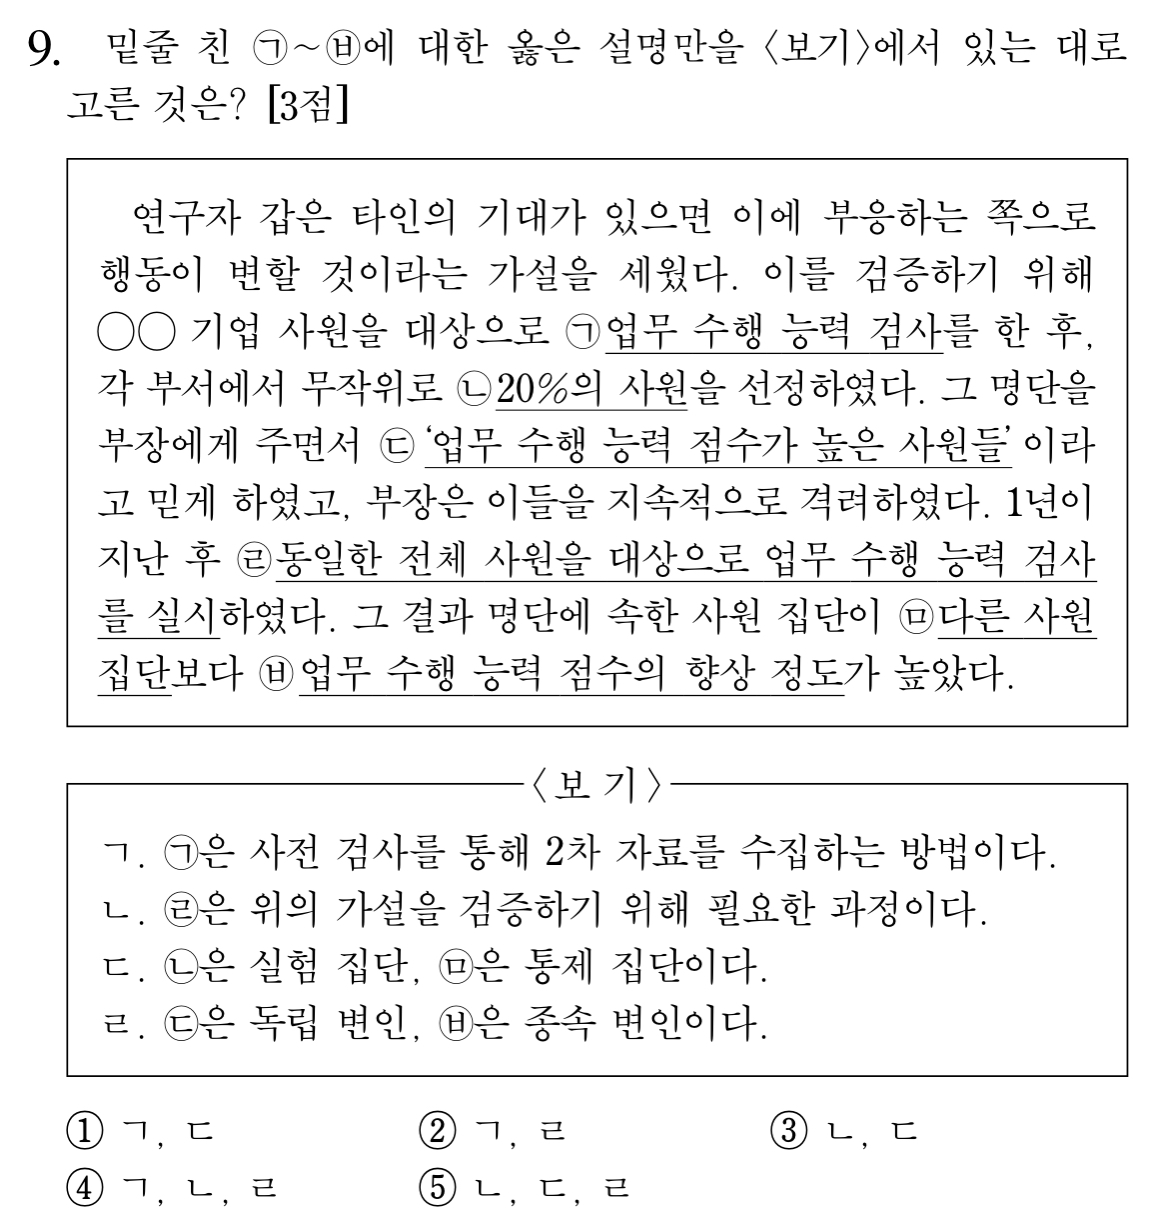 9. 밑줄 친 ㉠～㉥에 대한 옳은 설명만을 〈보기〉에서 있는 대로
고른 것은? [3점]
연구자 갑은 타인의 기대가 있으면 이에 부응하는 쪽으로
행동이 변할 것이라는 가설을 세웠다. 이를 검증하기 위해
○○ 기업 사원을 대상으로 ㉠업무 수행 능력 검사를 한 후,
각 부서에서 무작위로 ㉡20%의 사원을 선정하였다. 그 명단을
부장에게 주면서 ㉢‘업무 수행 능력 점수가 높은 사원들’이라
고 믿게 하였고, 부장은 이들을 지속적으로 격려하였다. 1년이
지난 후 ㉣동일한 전체 사원을 대상으로 업무 수행 능력 검사
를 실시하였다. 그 결과 명단에 속한 사원 집단이 ㉤다른 사원
집단보다 ㉥업무 수행 능력 점수의 향상 정도가 높았다.
〈보기〉
ㄱ. ㉠은 사전 검사를 통해 2차 자료를 수집하는 방법이다.
ㄴ. ㉣은 위의 가설을 검증하기 위해 필요한 과정이다.
ㄷ. ㉡은 실험 집단, ㉤은 통제 집단이다.
ㄹ. ㉢은 독립 변인, ㉥은 종속 변인이다.
① ㄱ, ㄷ ② ㄱ, ㄹ ③ ㄴ, ㄷ
④ ㄱ, ㄴ, ㄹ ⑤ ㄴ, ㄷ, ㄹ